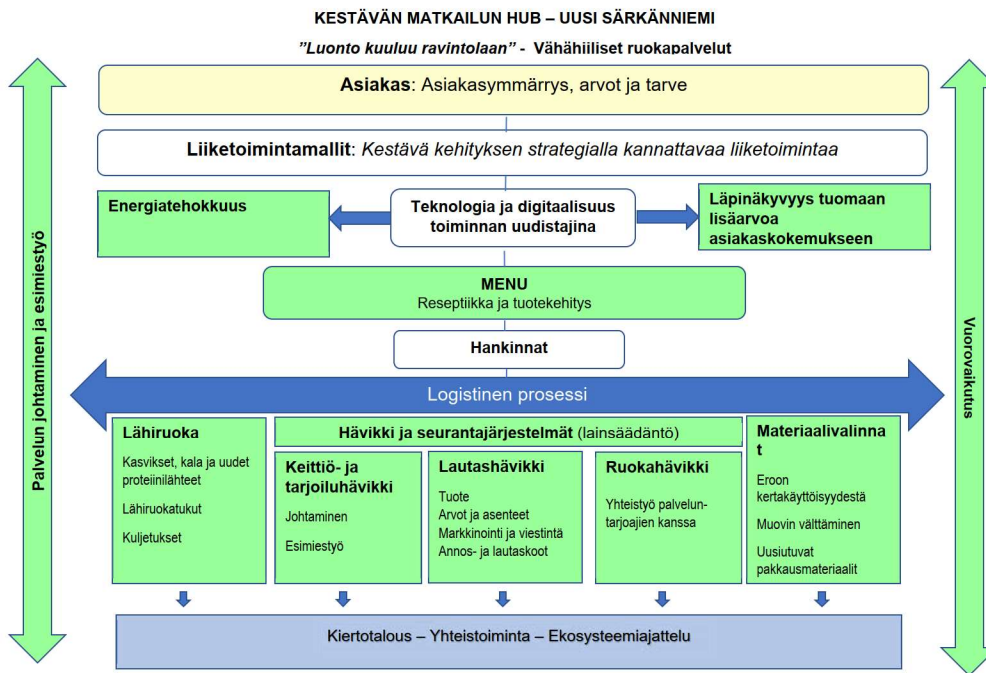 KESTÄVÄN MATKAILUN HUB – UUSI SÄRKÄNNIEMI
"Luonto kuuluu ravintolaan" - Vähähiiliset ruokapalvelut
Asiakas: Asiakasymmärrys, arvot ja tarve
Liiketoimintamallit: Kestävä kehityksen strategialla kannattavaa liiketoimintaa
Energiatehokkuus
Teknologia ja digitaalisuus
toiminnan uudistajina
Läpinäkyvyys tuomaan
lisäarvoa
asiakaskokemukseen
MENU
Reseptiikka ja tuotekehitys
Hankinnat
Logistinen prosessi
Palvelun johtaminen ja esimiestyö
Vuorovaikutus
Lähiruoka
Kasvikset, kala ja uudet
proteiinilähteet
Lähiruokatukut
Kuljetukset
Hävikki ja seurantajärjestelmät (lainsäädäntö)
Keittiö- ja
tarjoiluhävikki
Johtaminen
Esimiestyö
Lautashävikki
Tuote
Arvot ja asenteet
Markkinointi ja viestintä
Annos- ja lautaskoot
Ruokahävikki
Yhteistyö palvelun-
tarjoajien kanssa
Materiaalivalinna
t
Eroon
kertakäyttöisyydestä
Muovin välttäminen
Uusiutuvat
pakkausmateriaalit
Kiertotalous – Yhteistoiminta – Ekosysteemiajattelu